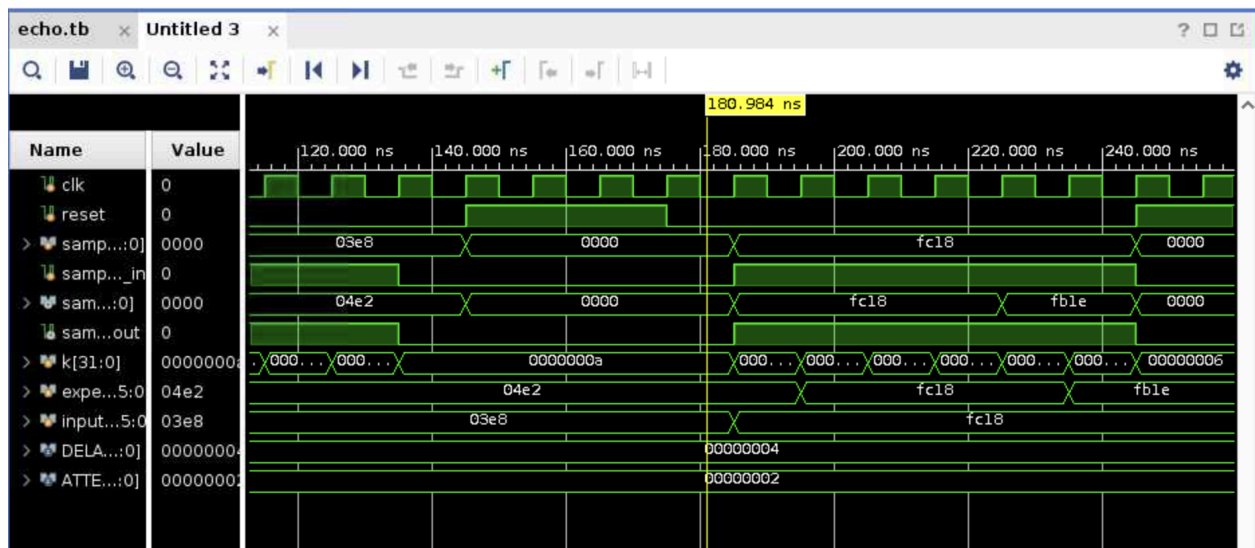 echo.tb × Untitled 3 ×
180.984 ns
Name Value 120.000 ns 140.000 ns 160.000 ns 180.000 ns 200.000 ns 220.000 ns 240.000 ns
clk 0
reset 0
samp...:0] 0000 03e8 0000 fc18 0000
samp..._in 0
sam...:0] 0000 04e2 0000 fc18 fb1e 0000
sam...out 0
k[31:0] 0000000a 000... 000... 0000000a 000... 000... 000... 000... 000... 000... 00000006
expe...5:0 04e2 04e2 fc18 fb1e
input...5:0 03e8 03e8 fc18
DELA...:0] 00000004 00000004
ATTE...:0] 00000002 00000002